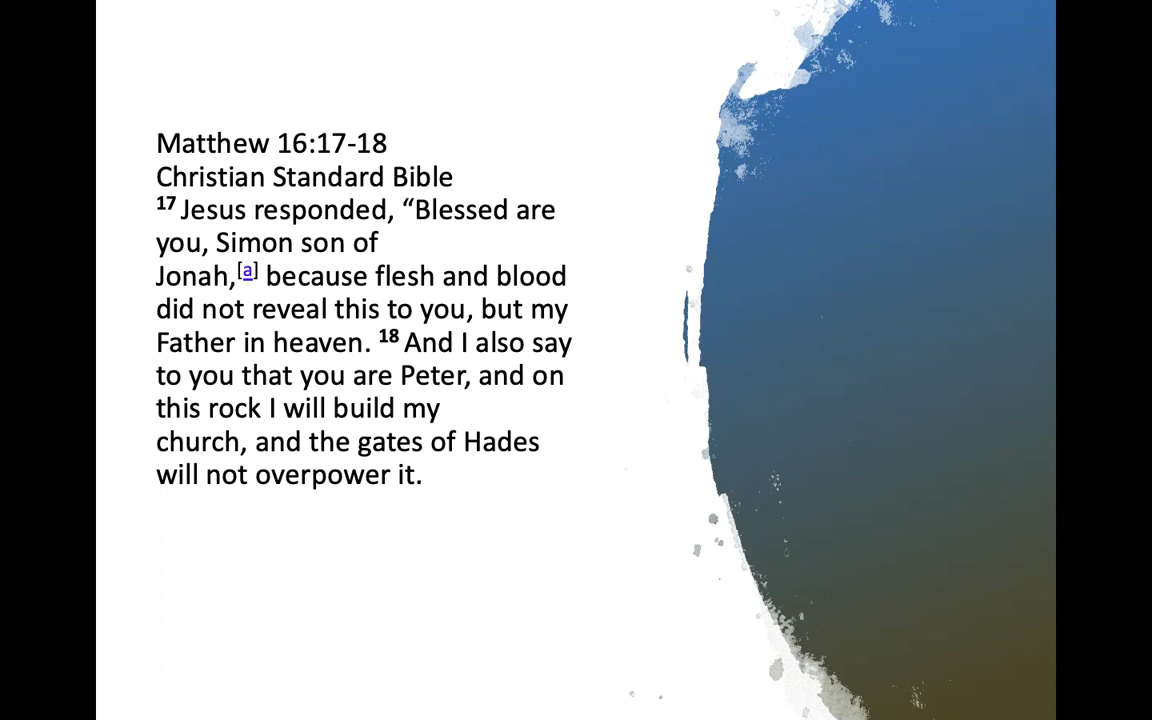 Matthew 16:17-18
Christian Standard Bible
17 Jesus responded, “Blessed are
you, Simon son of
Jonah,[a] because flesh and blood
did not reveal this to you, but my
Father in heaven. 18 And I also say
to you that you are Peter, and on
this rock I will build my
church, and the gates of Hades
will not overpower it.